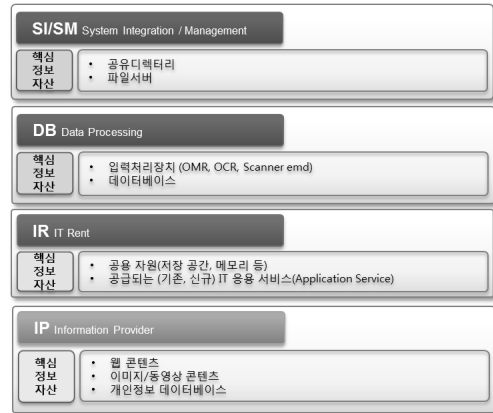 SI/SM System Integration / Management
핵심
정보
자산
• 공유디렉터리
• 파일서버
DB Data Processing
핵심
정보
자산
• 입력처리장치 (OMR, OCR, Scanner emd)
• 데이터베이스
IR IT Rent
핵심
정보
자산
• 공용 자원(저장 공간, 메모리 등)
• 공급되는 (기존, 신규) IT 응용 서비스(Application Service)
IP Information Provider
핵심
정보
자산
• 웹 콘텐츠
• 이미지/동영상 콘텐츠
• 개인정보 데이터베이스